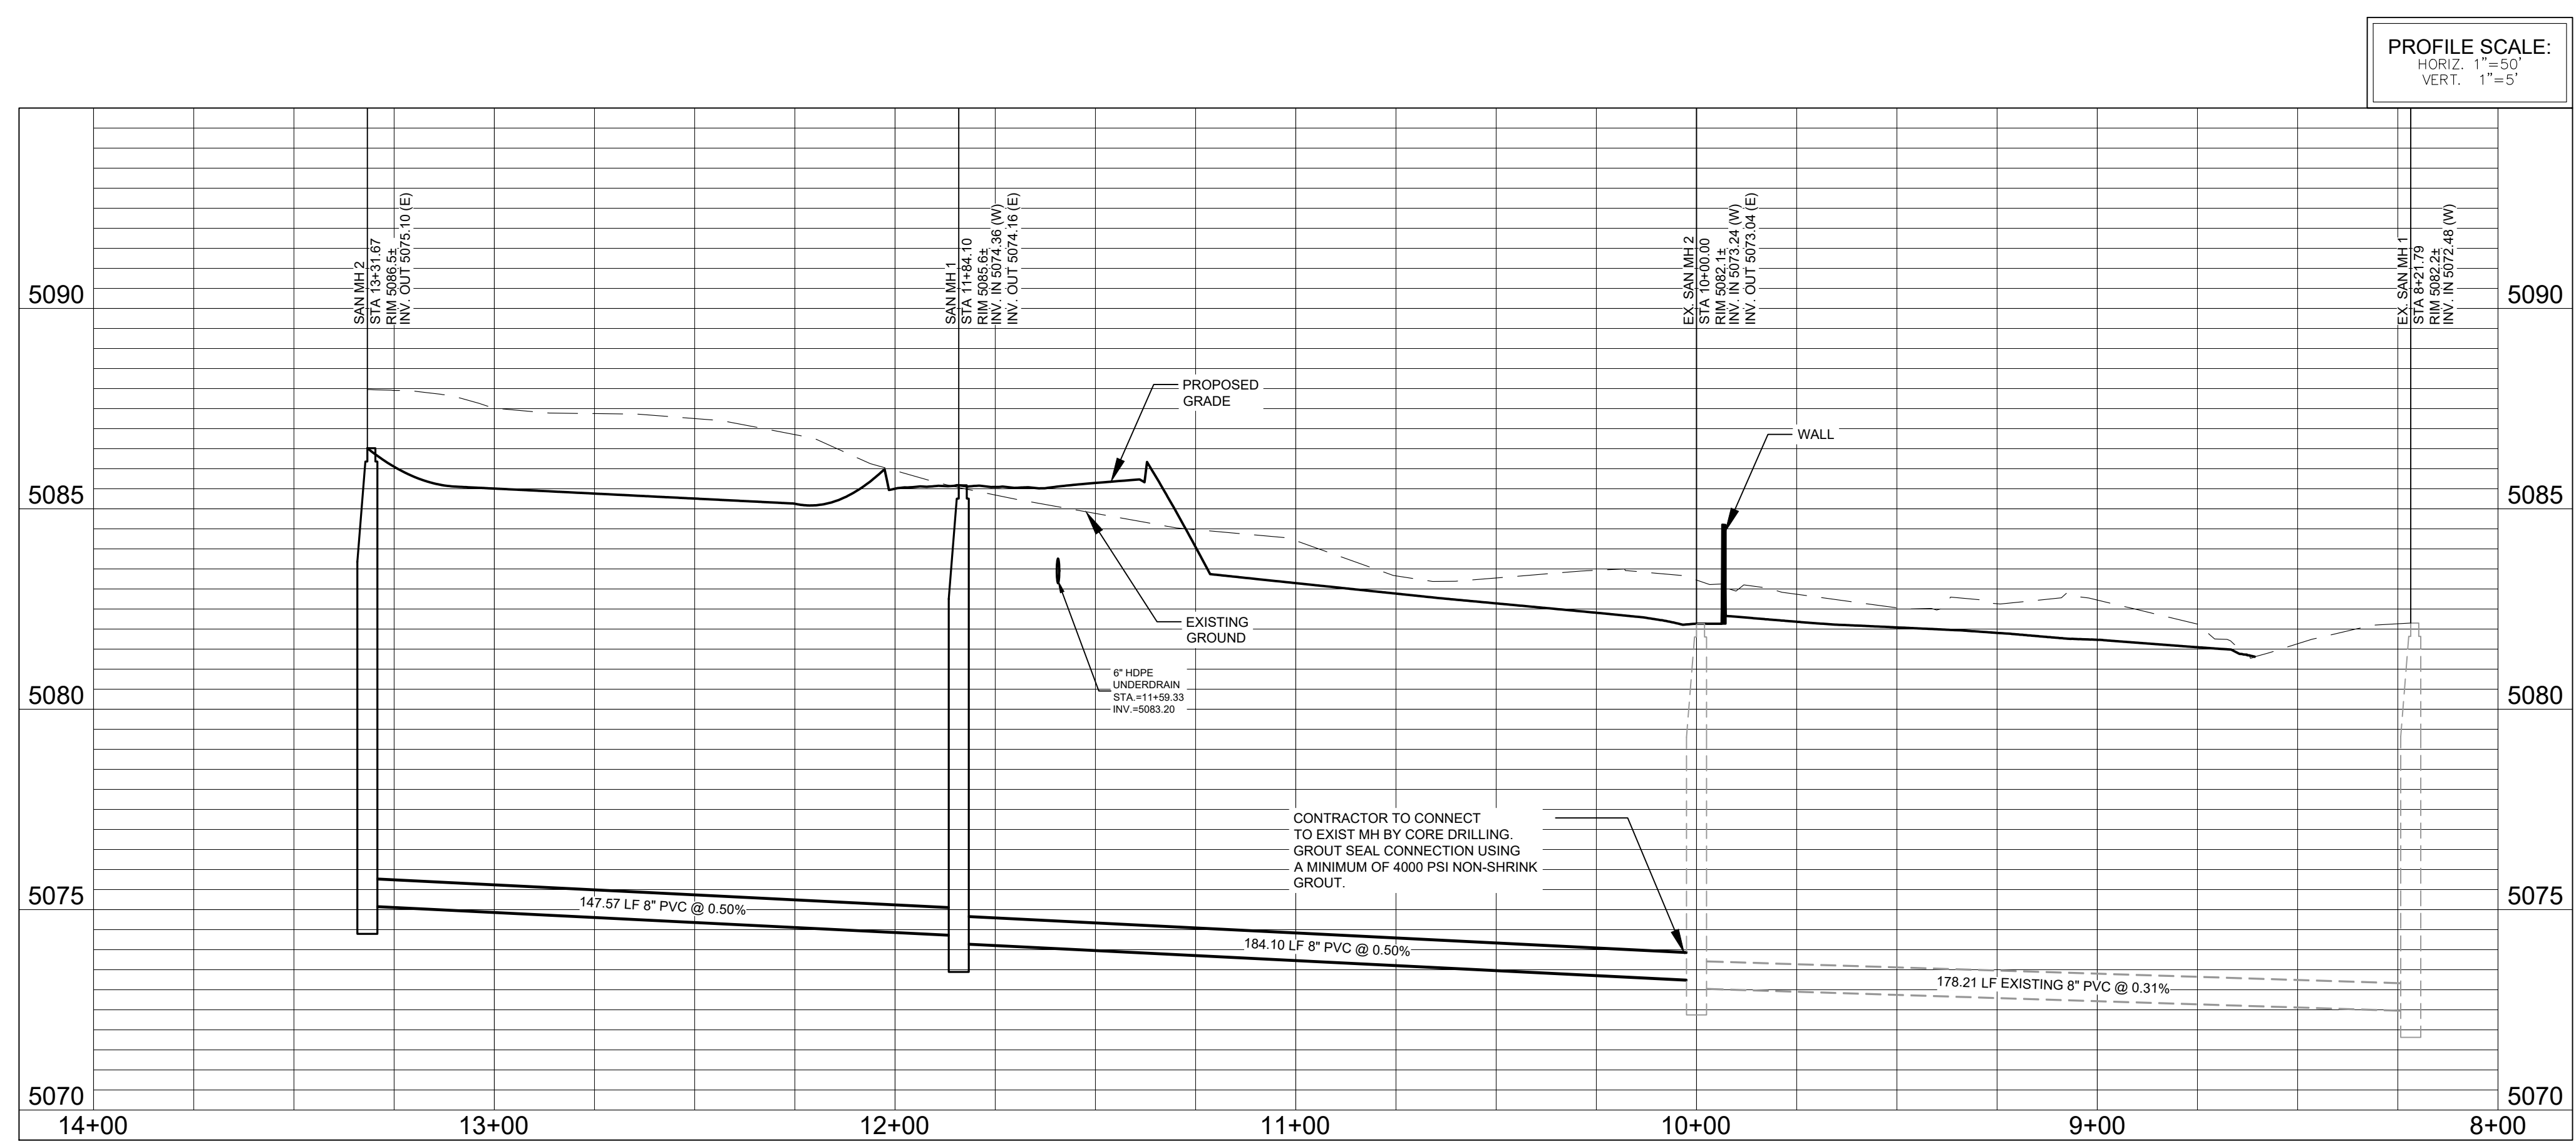 PROFILE SCALE:
HORIZ. 1"=50'
VERT. 1"=5'
SAN MH 2
STA 13+31.67
RIM 5086.5±
INV. OUT 5075.10 (E)
SAN MH 1
STA 11+84.10
RIM 5085.6±
INV. IN 5074.36 (W)
INV. OUT 5074.16 (E)
EX. SAN MH 2
STA 10+00.00
RIM 5082.1±
INV. IN 5073.24 (W)
INV. OUT 5073.04 (E)
EX. SAN MH 1
STA 8+21.79
RIM 5082.2±
INV. IN 5072.48 (W)
5090
5090
PROPOSED
GRADE
WALL
5085
5085
EXISTING
GROUND
6" HDPE
UNDERDRAIN
STA.=11+59.33
INV.=5083.20
5080
5080
CONTRACTOR TO CONNECT
TO EXIST MH BY CORE DRILLING.
GROUT SEAL CONNECTION USING
A MINIMUM OF 4000 PSI NON-SHRINK
GROUT.
5075
5075
147.57 LF 8" PVC @ 0.50%
184.10 LF 8" PVC @ 0.50%
178.21 LF EXISTING 8" PVC @ 0.31%
5070
5070
14+00
13+00
12+00
11+00
10+00
9+00
8+00